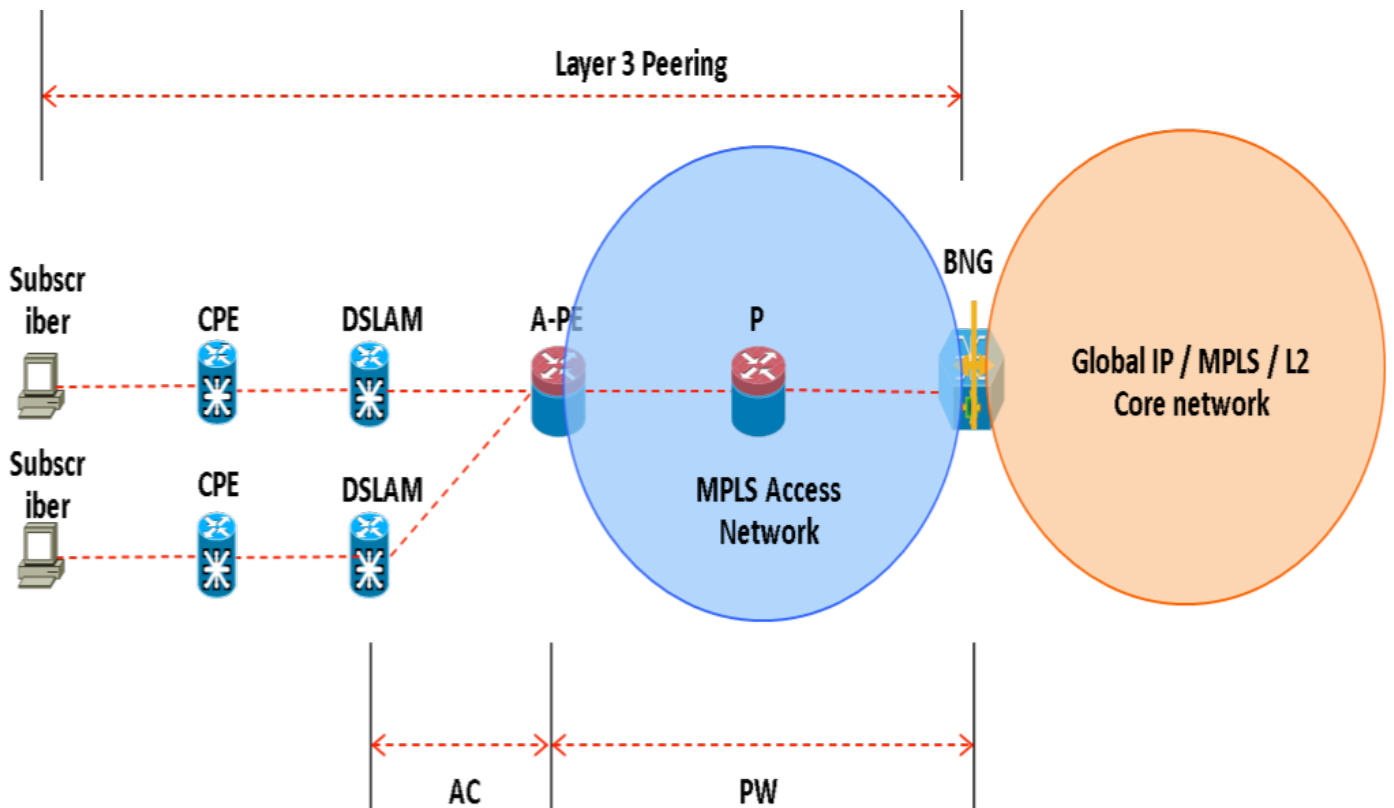 Layer 3 Peering
BNG
Subscr
iber
CPE
DSLAM
A-PE
P
Global IP / MPLS / L2
Core network
Subscr
iber
CPE
DSLAM
MPLS Access
Network
AC
PW